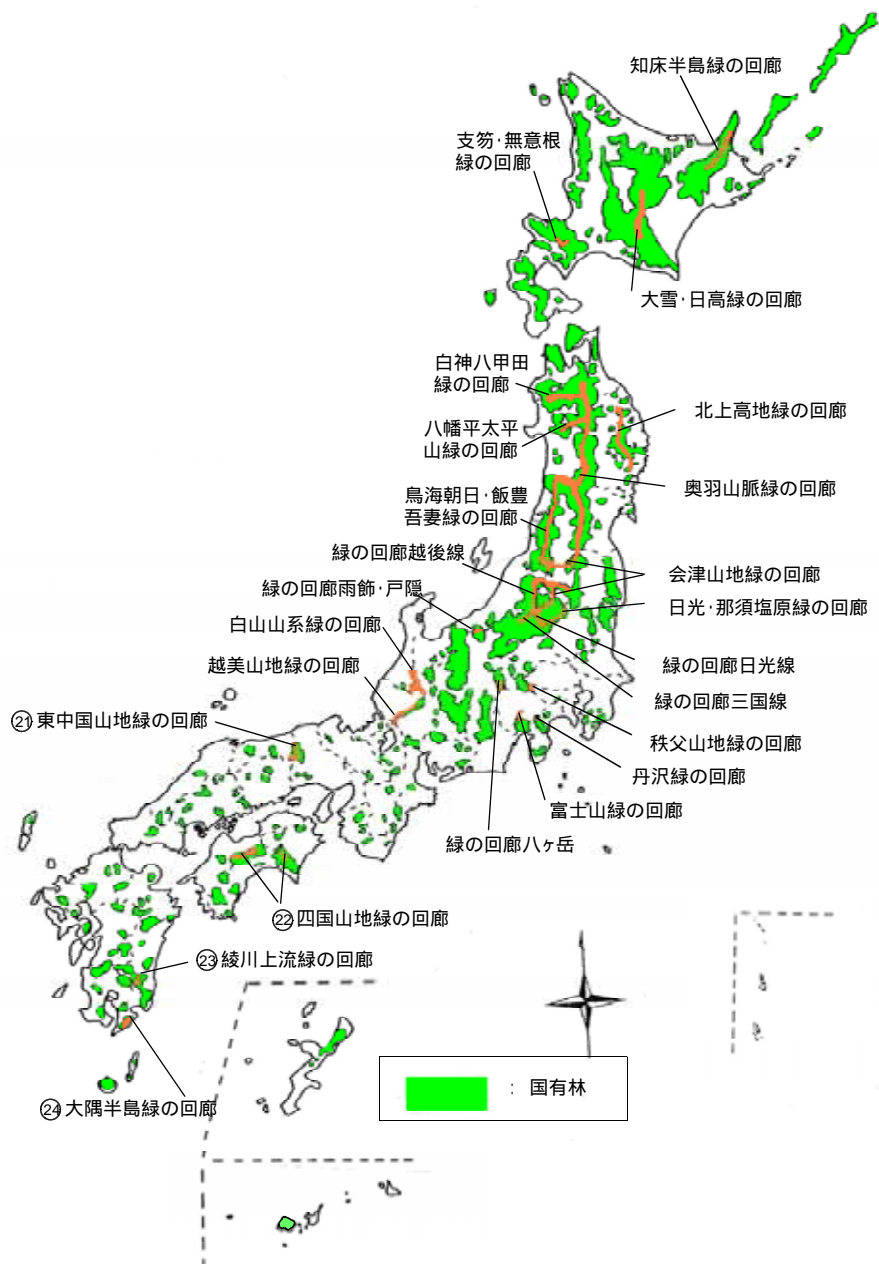 知床半島緑の回廊
支笏・無意根
緑の回廊
大雪・日高緑の回廊
白神八甲田
緑の回廊
北上高地緑の回廊
八幡平太平
山緑の回廊
奥羽山脈緑の回廊
鳥海朝日・飯豊
吾妻緑の回廊
緑の回廊越後線
会津山地緑の回廊
緑の回廊雨飾・戸隠
日光・那須塩原緑の回廊
白山山系緑の回廊
越美山地緑の回廊
緑の回廊日光線
緑の回廊三国線
㉑東中国山地緑の回廊
秩父山地緑の回廊
丹沢緑の回廊
富士山緑の回廊
緑の回廊八ヶ岳
㉒四国山地緑の回廊
㉓綾川上流緑の回廊
㉔大隅半島緑の回廊
：国有林